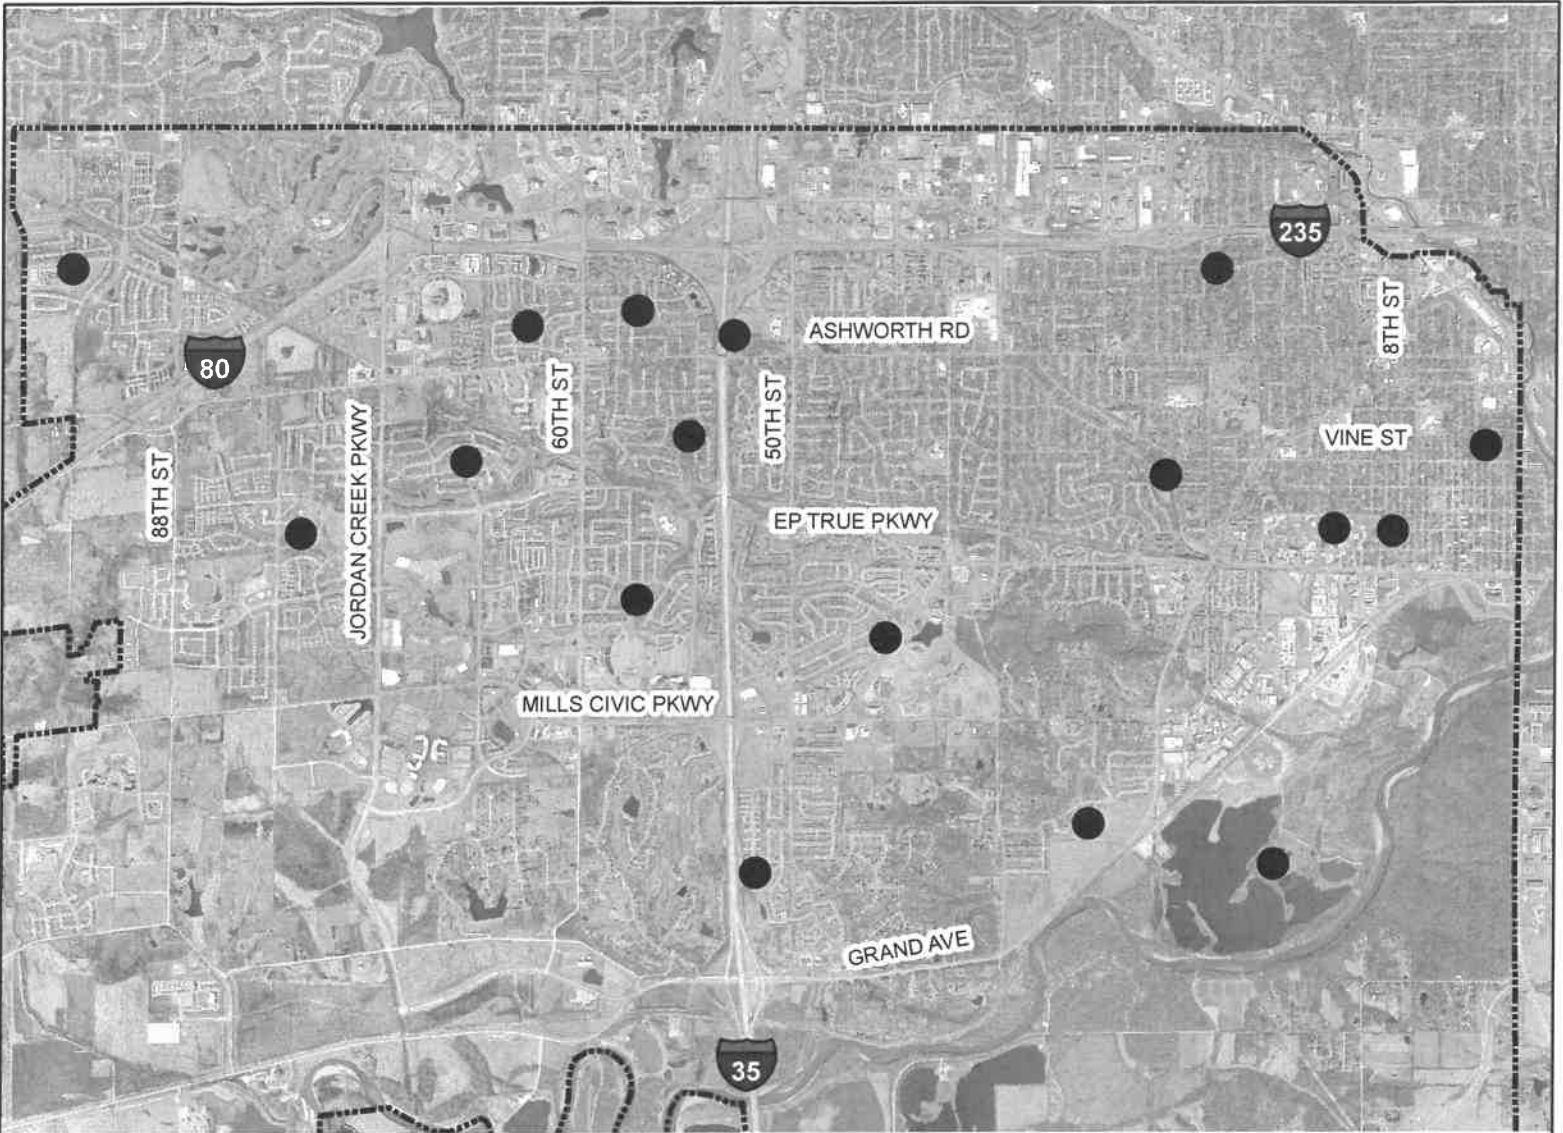 235
8TH ST
ASHWORTH RD
80
60TH ST
50TH ST
JORDAN CREEK PKWY
VINE ST
88TH ST
EP TRUE PKWY
MILLS CIVIC PKWY
GRAND AVE
35